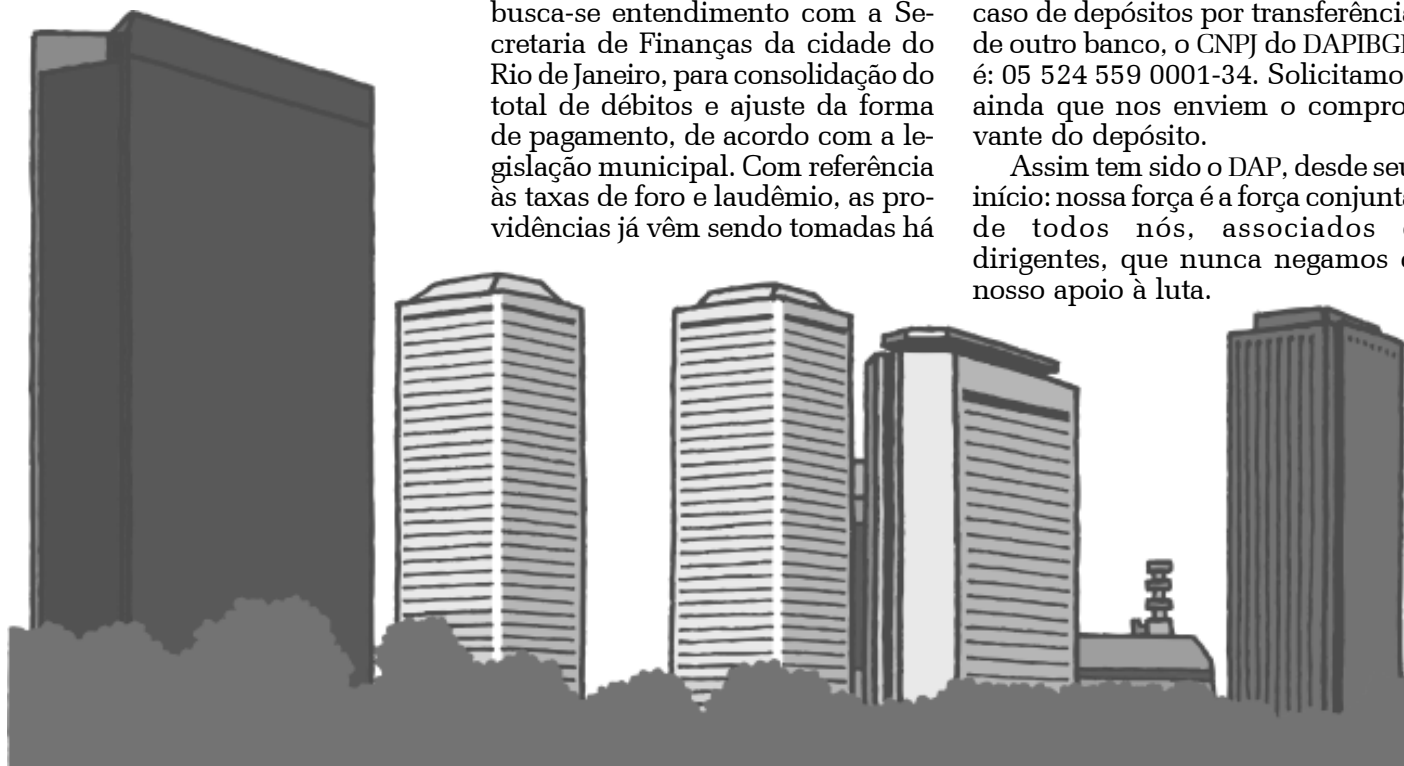 busca-se entendimento com a Se-
cretaria de Finanças da cidade do
Rio de Janeiro, para consolidação do
total de débitos e ajuste da forma
de pagamento, de acordo com a le-
gislação municipal. Com referência
às taxas de foro e laudêmio, as pro-
vidências já vêm sendo tomadas há
caso de depósitos por transferência
de outro banco, o CNPJ do
é: 05 524 559 0001-34. Solicitamo
ainda que nos enviem o compro
vante do depósito.
Assim tem sido o DAP, desde seu
início: nossa força é a força conjunta
de todos nós, associados
dirigentes, que nunca negamos
nosso apoio à luta.